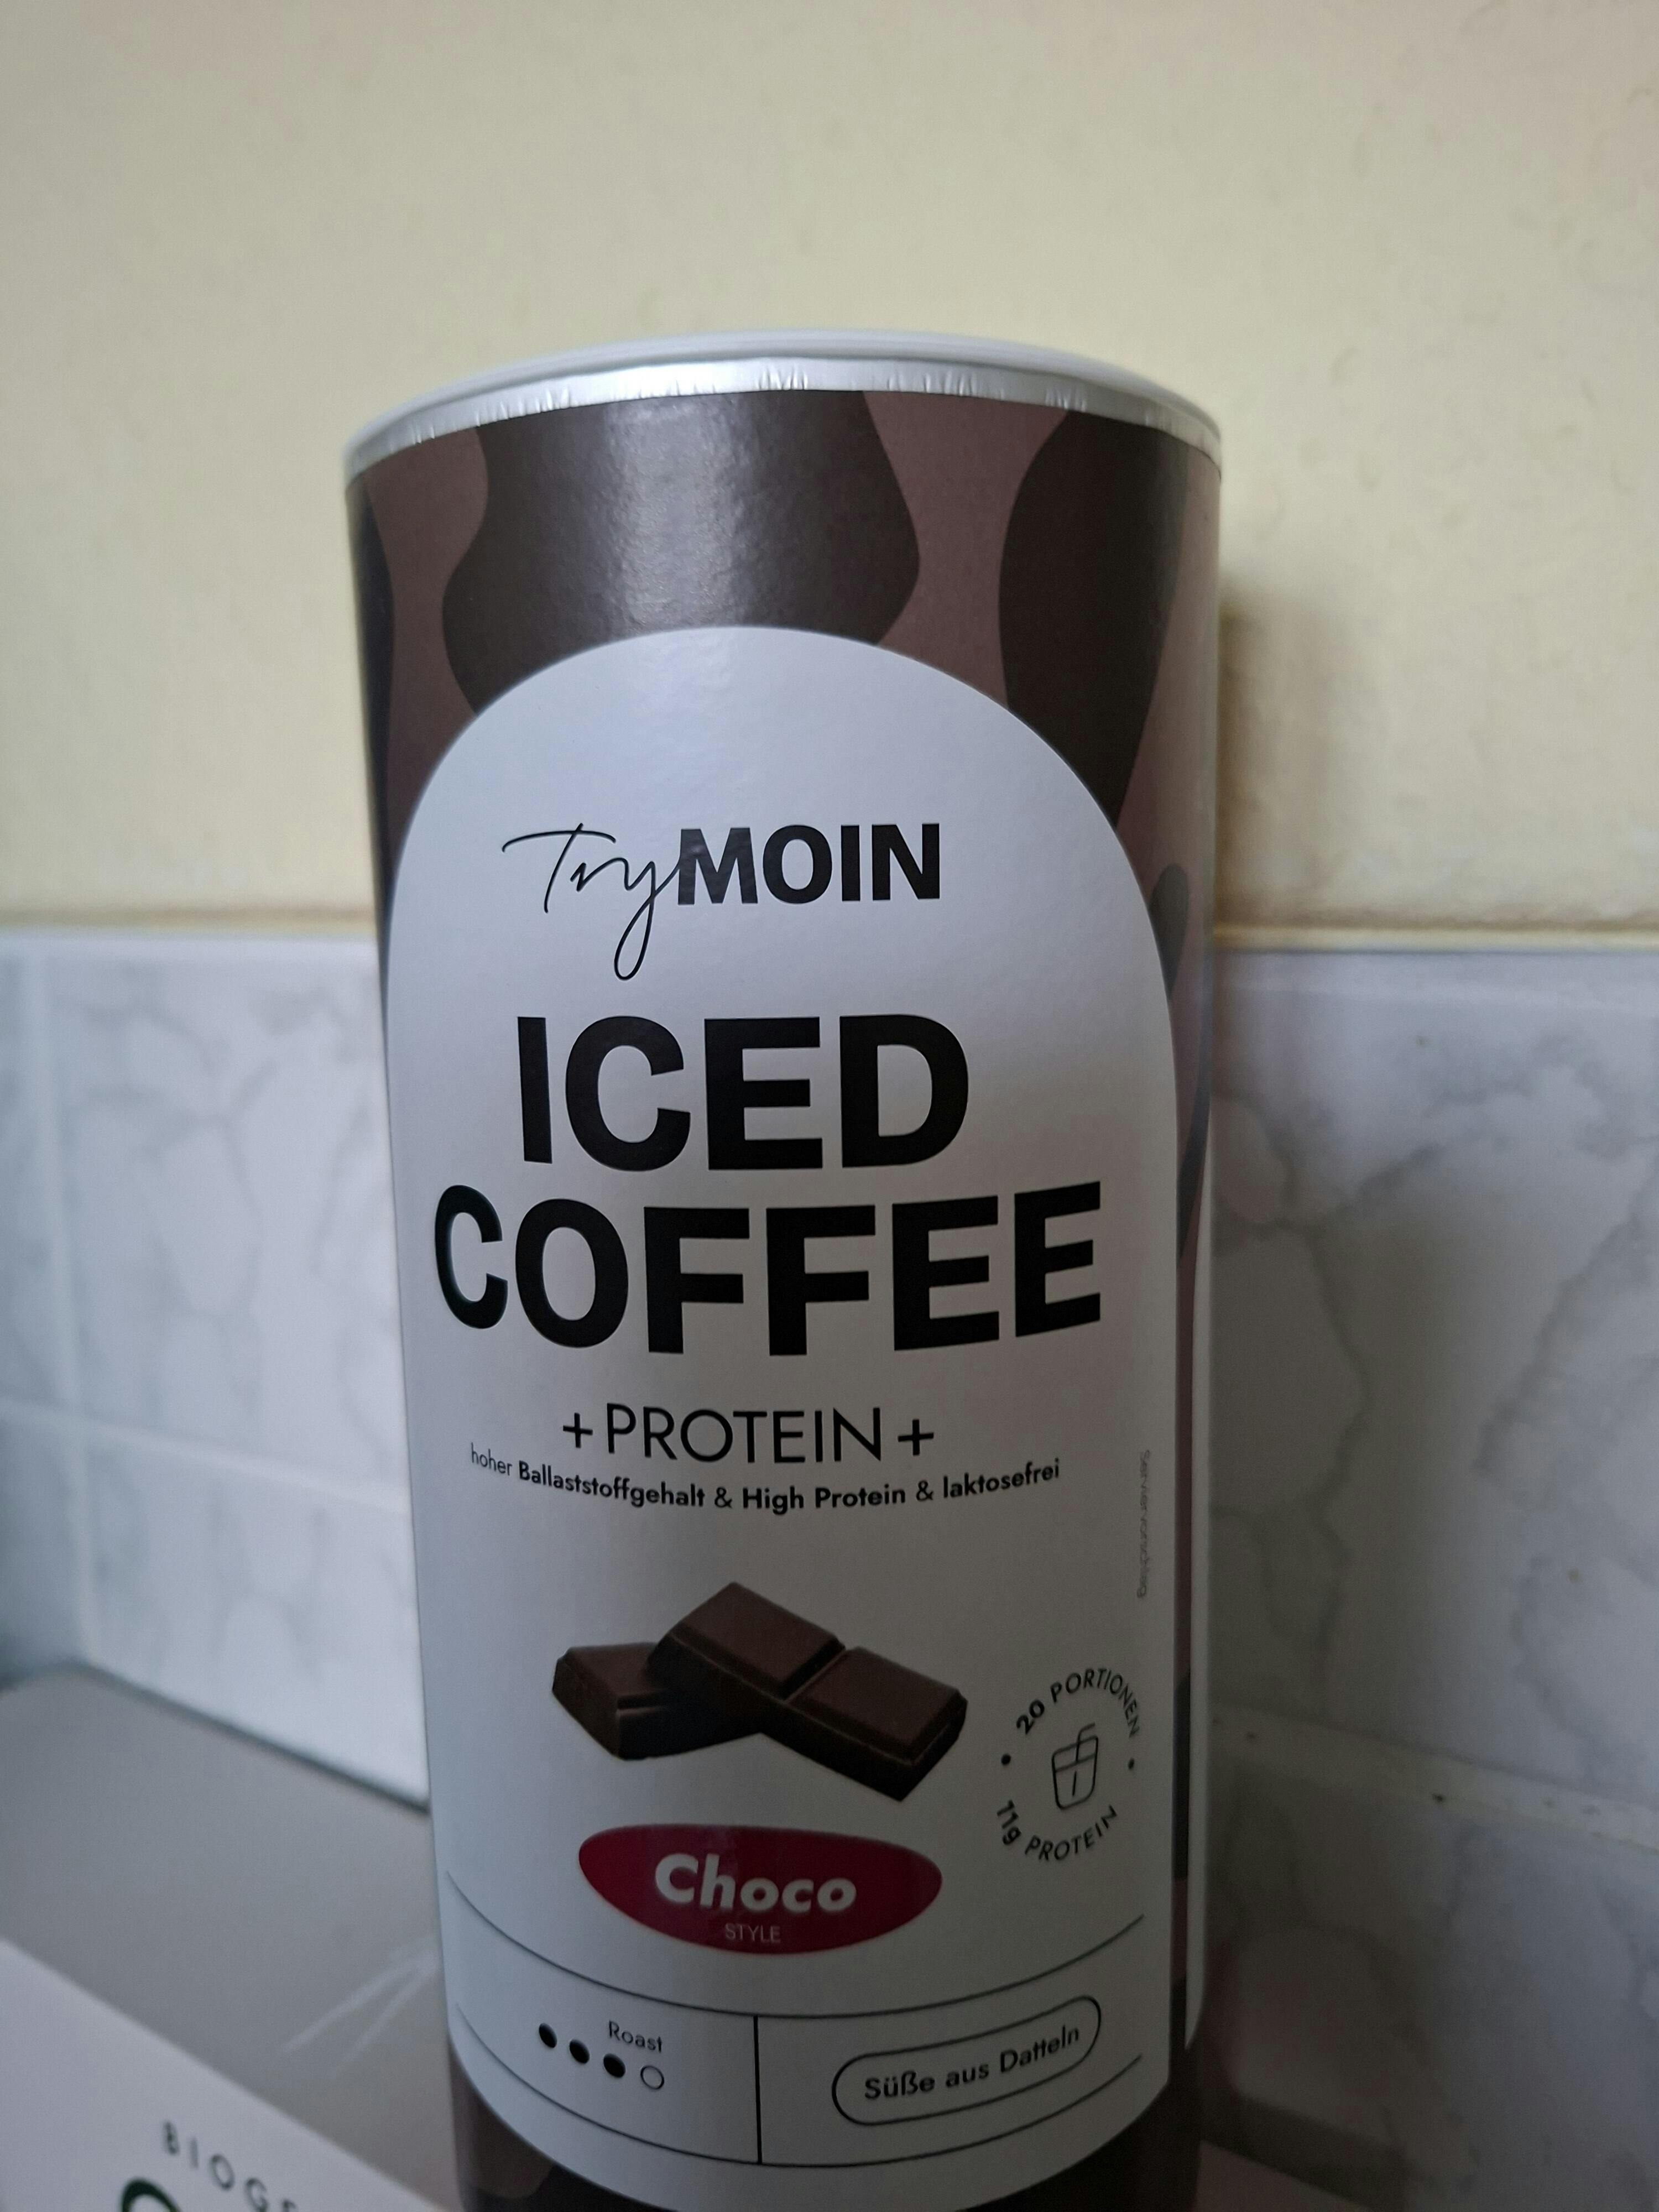 TryMOIN
ICED
COFFEE
+ PROTEIN +
hoher Ballaststoffgehalt & High Protein & laktosefrei
Serviervorschlag
• 20 PORTIONEN •
11g PROTEIN
Choco
STYLE
Roast
Süße aus Datteln